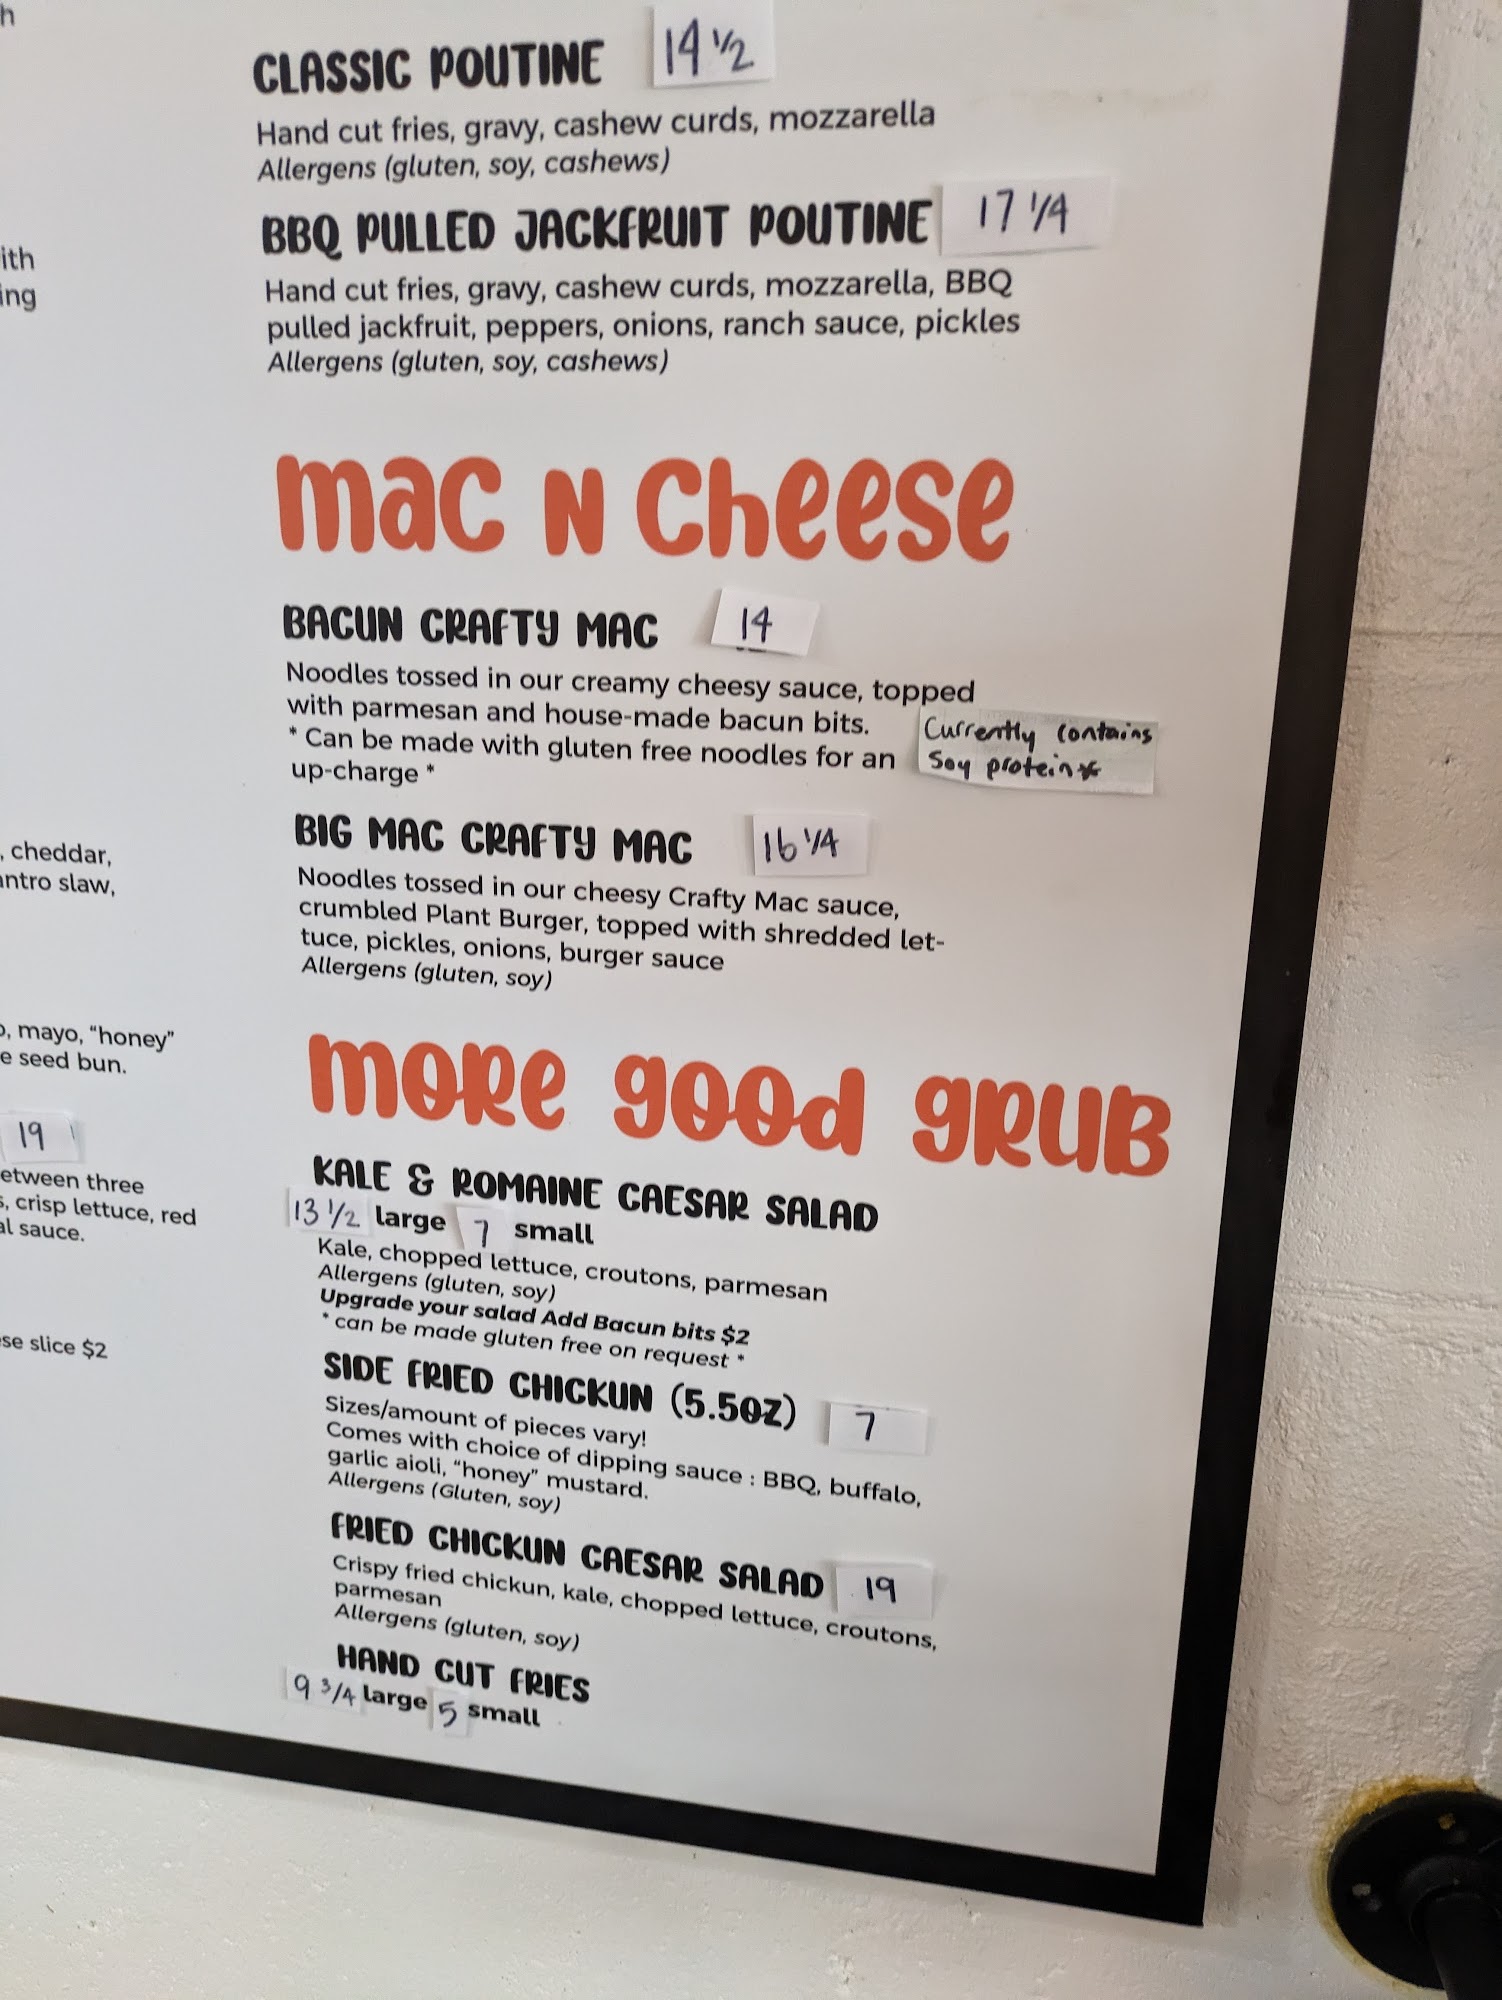 h
ith
ing
, cheddar,
antro slaw,
o, mayo, “honey”
e seed bun.
19
etween three
s, crisp lettuce, red
al sauce.
se slice $2
CLASSIC POUTINE 14 1/2
Hand cut fries, gravy, cashew curds, mozzarella
Allergens (gluten, soy, cashews)
BBQ PULLED JACKFRUIT POUTINE 17 1/4
Hand cut fries, gravy, cashew curds, mozzarella, BBQ
pulled jackfruit, peppers, onions, ranch sauce, pickles
Allergens (gluten, soy, cashews)
mac n cheese
BACUN CRAFTY MAC 14
Noodles tossed in our creamy cheesy sauce, topped
with parmesan and house-made bacun bits.
* Can be made with gluten free noodles for an
up-charge *
Currently contains
Soy protein*
BIG MAC CRAFTY MAC 16 1/4
Noodles tossed in our cheesy Crafty Mac sauce,
crumbled Plant Burger, topped with shredded let-
tuce, pickles, onions, burger sauce
Allergens (gluten, soy)
more good grub
KALE & ROMAINE CAESAR SALAD
13 1/2 large 7 small
Kale, chopped lettuce, croutons, parmesan
Allergens (gluten, soy)
Upgrade your salad Add Bacun bits $2
* can be made gluten free on request *
SIDE FRIED CHICKUN (5.5OZ) 7
Sizes/amount of pieces vary!
Comes with choice of dipping sauce : BBQ, buffalo,
garlic aioli, “honey” mustard.
Allergens (Gluten, soy)
FRIED CHICKUN CAESAR SALAD 19
Crispy fried chickun, kale, chopped lettuce, croutons,
parmesan
Allergens (gluten, soy)
HAND CUT FRIES
9 3/4 large 5 small